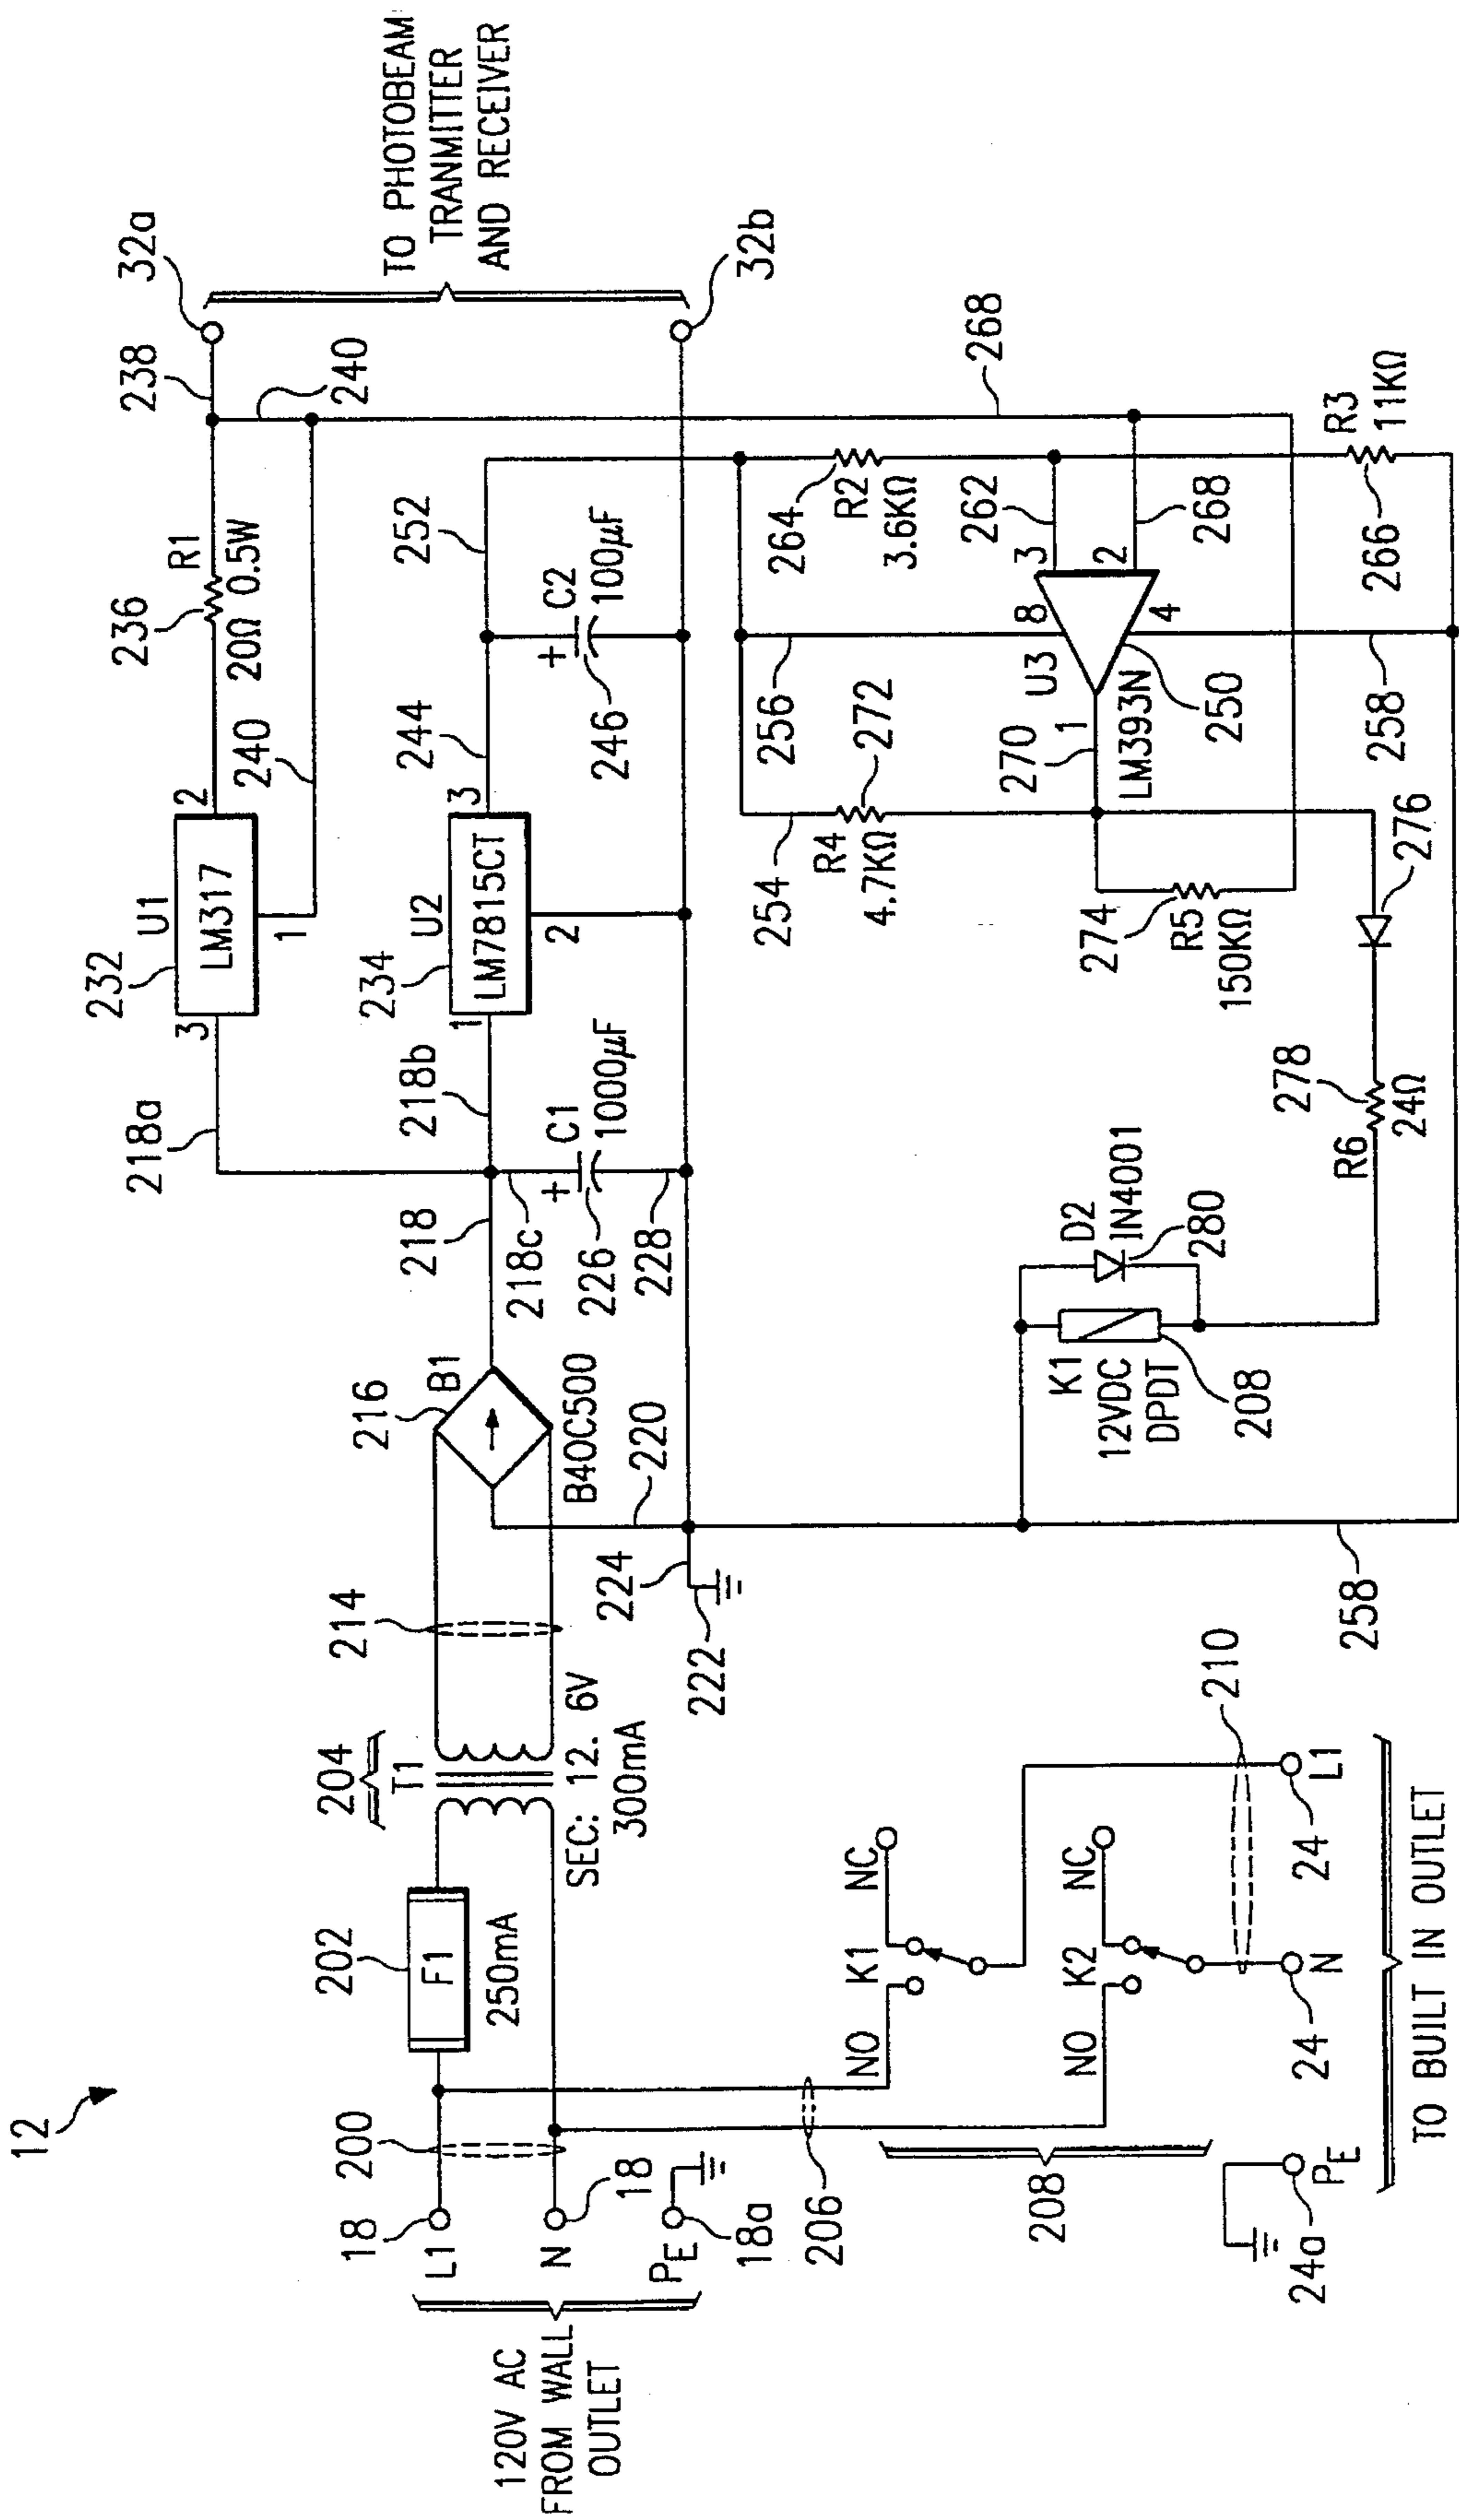 12
120V AC
FROM WALL
OUTLET
18
L1
N
18
PE
18a
200
202
F1
250mA
204
T1
SEC: 12. 6V
300mA
214
216
B1
B40C500
218
218a
218b
218c
220
222
224
C1
1000µF
226
228
232
U1
LM317
3
2
1
R1
236
20Ω 0.5W
238
240
240
32a
TO PHOTOBEAM
TRANMITTER
AND RECEIVER
32b
234
U2
LM7815CT
1
3
2
244
C2
100µF
246
252
254
256
264
R2
3.6KΩ
262
268
268
R3
11KΩ
266
3
2
8
4
U3
LM393N
250
1
270
272
R4
4.7KΩ
274
R5
150KΩ
258
276
278
R6
24Ω
D2
IN4001
280
K1
12VDC
DPDT
208
258
206
208
NO
K1
NC
NO
K2
NC
210
24
L1
24
N
24a
PE
TO BUILT IN OUTLET